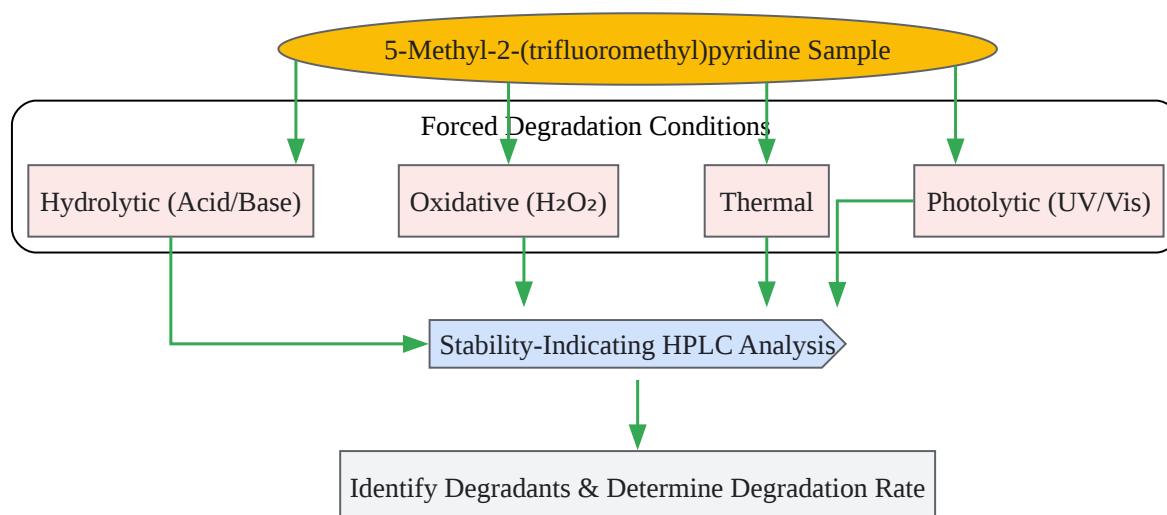 5-Methyl-2-(trifluoromethyl)pyridine Sample
Forced Degradation Conditions
Hydrolytic (Acid/Base)
Oxidative (H₂O₂)
Thermal
Photolytic (UV/Vis)
Stability-Indicating HPLC Analysis
Identify Degradants & Determine Degradation Rate